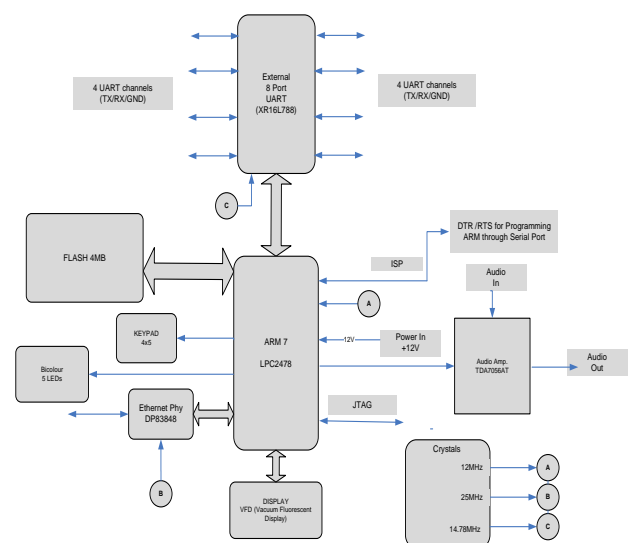 External
8 Port
UART
(XR16L788)
4 UART channels
(TX/RX/GND)
4 UART channels
(TX/RX/GND)
C
DTR /RTS for Programming
ARM through Serial Port
FLASH 4MB
ISP
Audio
In
A
KEYPAD
4x5
ARM 7
LPC2478
12V
Power In
+12V
Audio Amp.
TDA7056AT
Audio
Out
Bicolour
5 LEDs
Ethernet Phy
DP83848
JTAG
B
DISPLAY
VFD (Vacuum Fluorescent
Display)
Crystals
12MHz
A
25MHz
B
14.78MHz
C